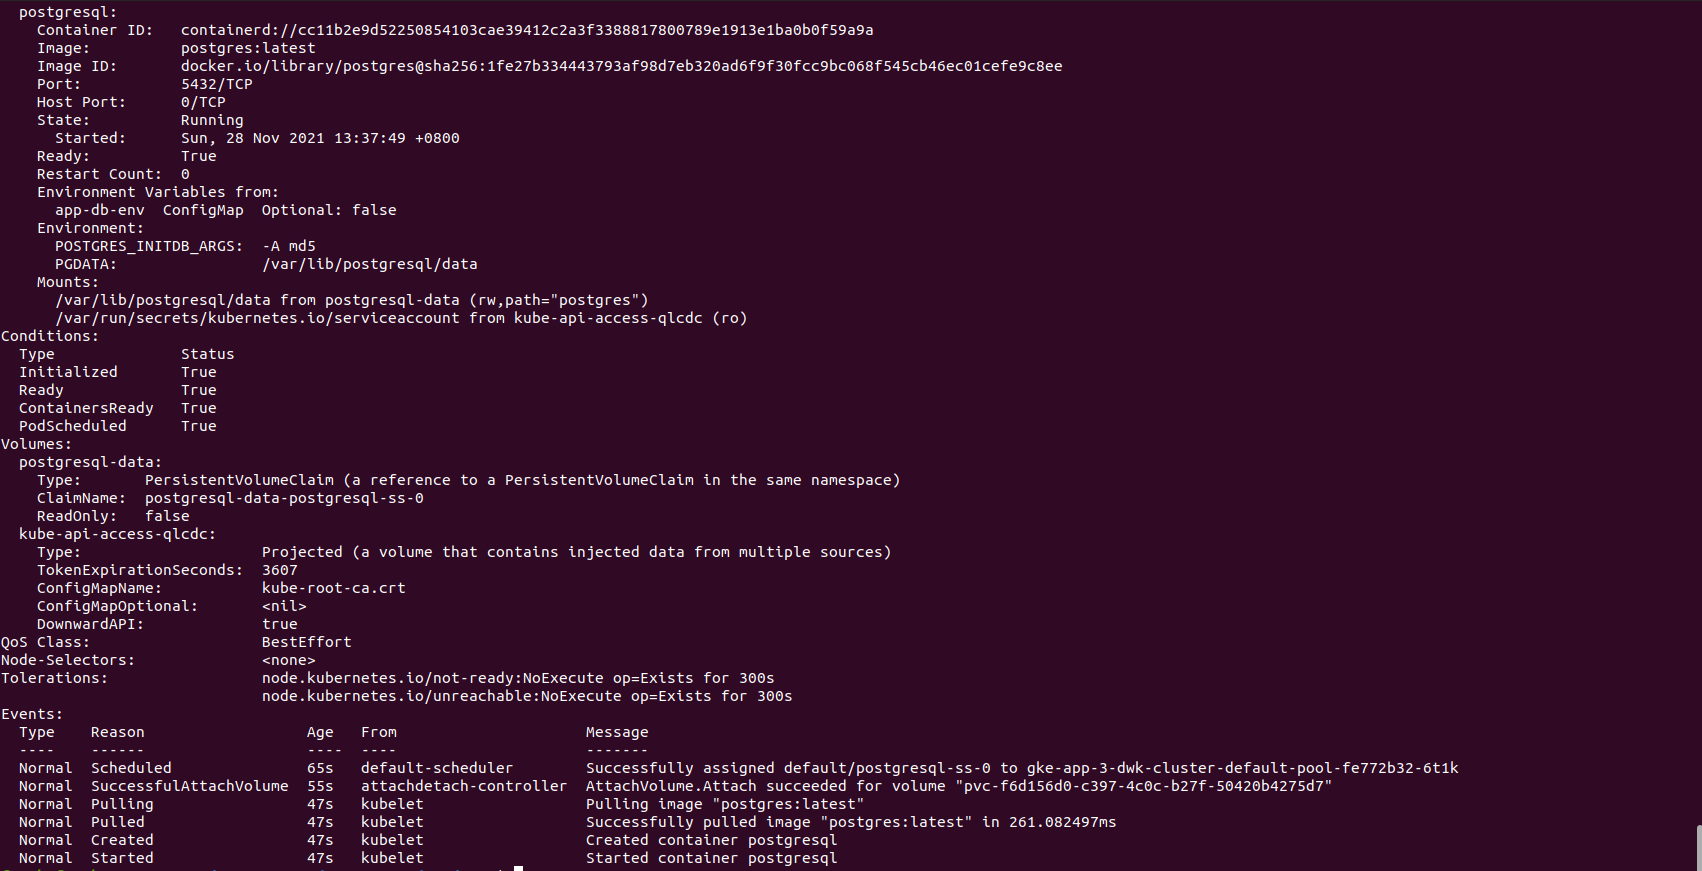 postgresql:
Container ID: containerd://cc11b2e9d52250854103cae39412c2a3f3388817800789e1913e1ba0b0f59a9a
Image: postgres:latest
Image ID: docker.io/library/postgres@sha256:1fe27b334443793af98d7eb320ad6f9f30fcc9bc068f545cb46ec01cefe9c8ee
Port: 5432/TCP
Host Port: 0/TCP
State: Running
Started: Sun, 28 Nov 2021 13:37:49 +0800
Ready: True
Restart Count: 0
Environment Variables from:
app-db-env ConfigMap Optional: false
Environment:
POSTGRES_INITDB_ARGS: -A md5
PGDATA: /var/lib/postgresql/data
Mounts:
/var/lib/postgresql/data from postgresql-data (rw,path="postgres")
/var/run/secrets/kubernetes.io/serviceaccount from kube-api-access-qlcdc (ro)
Conditions:
Type Status
Initialized True
Ready True
ContainersReady True
PodScheduled True
Volumes:
postgresql-data:
Type: PersistentVolumeClaim (a reference to a PersistentVolumeClaim in the same namespace)
ClaimName: postgresql-data-postgresql-ss-0
ReadOnly: false
kube-api-access-qlcdc:
Type: Projected (a volume that contains injected data from multiple sources)
TokenExpirationSeconds: 3607
ConfigMapName: kube-root-ca.crt
ConfigMapOptional: <nil>
DownwardAPI: true
QoS Class: BestEffort
Node-Selectors: <none>
Tolerations: node.kubernetes.io/not-ready:NoExecute op=Exists for 300s
node.kubernetes.io/unreachable:NoExecute op=Exists for 300s
Events:
Type Reason Age From Message
---- ------ ---- ---- -------
Normal Scheduled 65s default-scheduler Successfully assigned default/postgresql-ss-0 to gke-app-3-dwk-cluster-default-pool-fe772b32-6t1k
Normal SuccessfulAttachVolume 55s attachdetach-controller AttachVolume.Attach succeeded for volume "pvc-f6d156d0-c397-4c0c-b27f-50420b4275d7"
Normal Pulling 47s kubelet Pulling image "postgres:latest"
Normal Pulled 47s kubelet Successfully pulled image "postgres:latest" in 261.082497ms
Normal Created 47s kubelet Created container postgresql
Normal Started 47s kubelet Started container postgresql